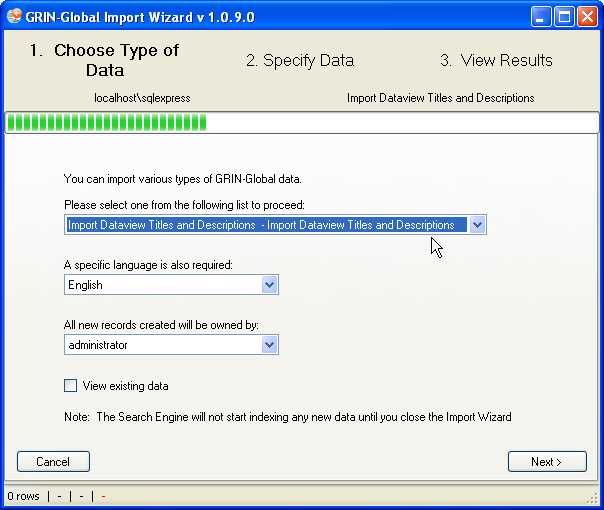 GRIN-Global Import Wizard v 1.0.9.0
1. Choose Type of
Data
2. Specify Data
3. View Results
localhost\sqlexpress
Import Dataview Titles and Descriptions
You can import various types of GRIN-Global data.
Please select one from the following list to proceed:
Import Dataview Titles and Descriptions - Import Dataview Titles and Descriptions
A specific language is also required:
English
All new records created will be owned by:
administrator
View existing data
Note: The Search Engine will not start indexing any new data until you close the Import Wizard
Cancel
Next >
0 rows | - | - | -